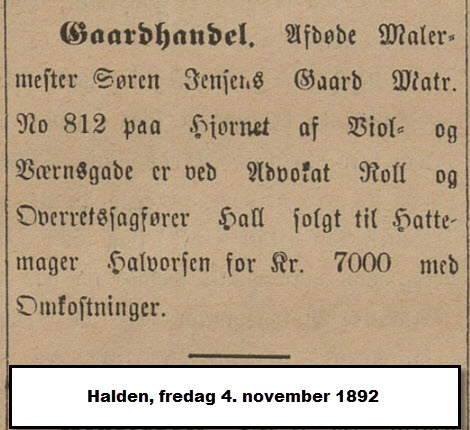 Gaardhandel. Afdøde Maler-
mester Søren Jensens Gaard Matr.
No 812 paa Hjørnet af Viol- og
Værnsgade er ved Advokat Roll og
Overretssagfører Hall solgt til Hatte-
mager Halvorsen for Kr. 7000 med
Omkostninger.
Halden, fredag 4. november 1892